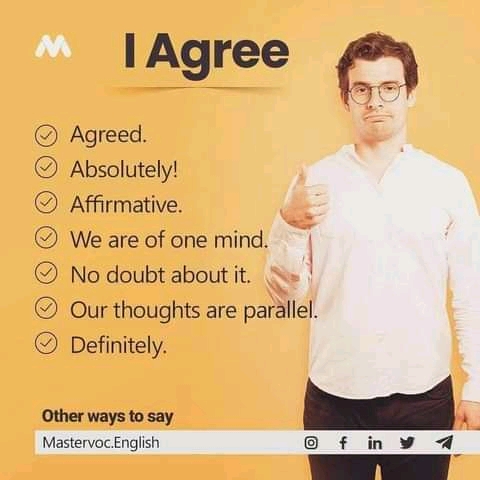 M
I Agree
Agreed.
Absolutely!
Affirmative.
We are of one mind.
No doubt about it.
Our thoughts are parallel.
Definitely.
Other ways to say
Mastervoc.English